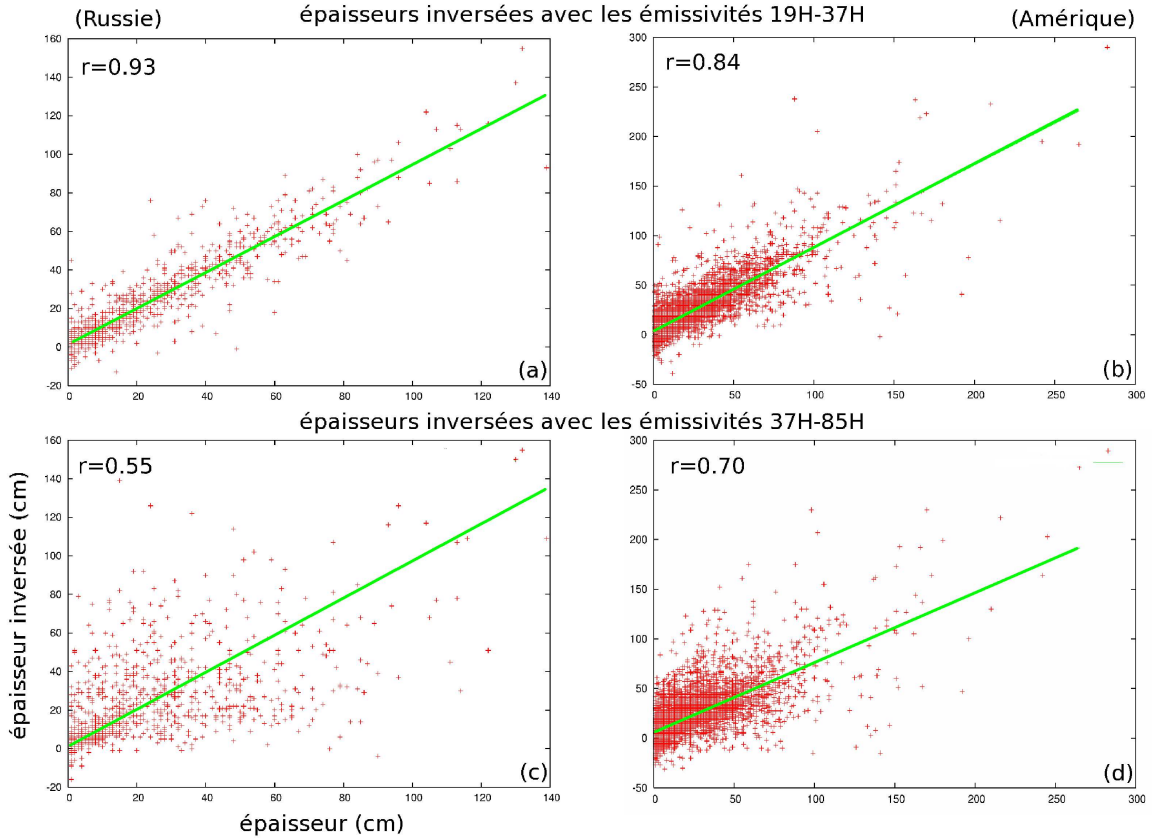 (Russie) épaisseurs inversées avec les émissivités 19H-37H (Amérique)
160
140
120
100
80
60
40
20
0
-20
r=0.93
(a)
0 20 40 60 80 100 120 140
300
250
200
150
100
50
0
-50
r=0.84
(b)
0 50 100 150 200 250 300
épaisseurs inversées avec les émissivités 37H-85H
épaisseur inversée (cm)
160
140
120
100
80
60
40
20
0
-20
r=0.55
(c)
0 20 40 60 80 100 120 140
épaisseur (cm)
300
250
200
150
100
50
0
-50
r=0.70
(d)
0 50 100 150 200 250 300